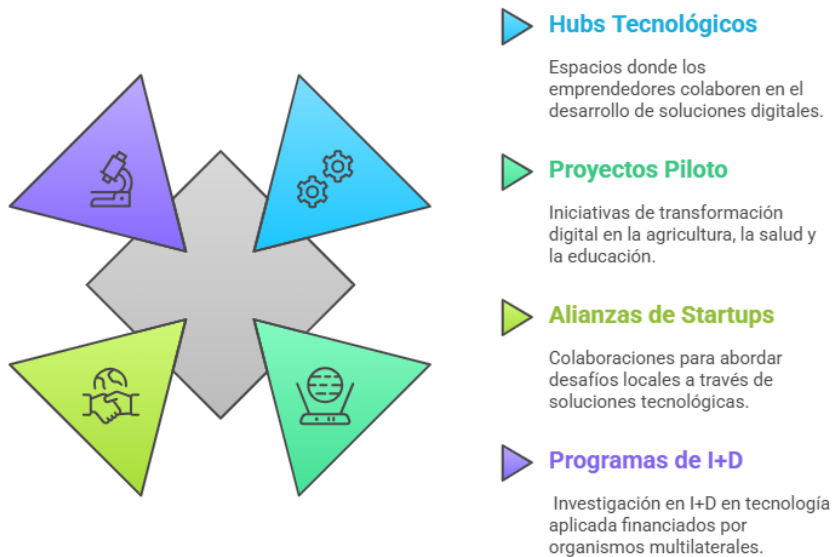 Hubs Tecnológicos
Espacios donde los
emprendedores colaboren en el
desarrollo de soluciones digitales.
Proyectos Piloto
Iniciativas de transformación
digital en la agricultura, la salud y
la educación.
Alianzas de Startups
Colaboraciones para abordar
desafíos locales a través de
soluciones tecnológicas.
Programas de I+D
Investigación en I+D en tecnología
aplicada financiados por
organismos multilaterales.